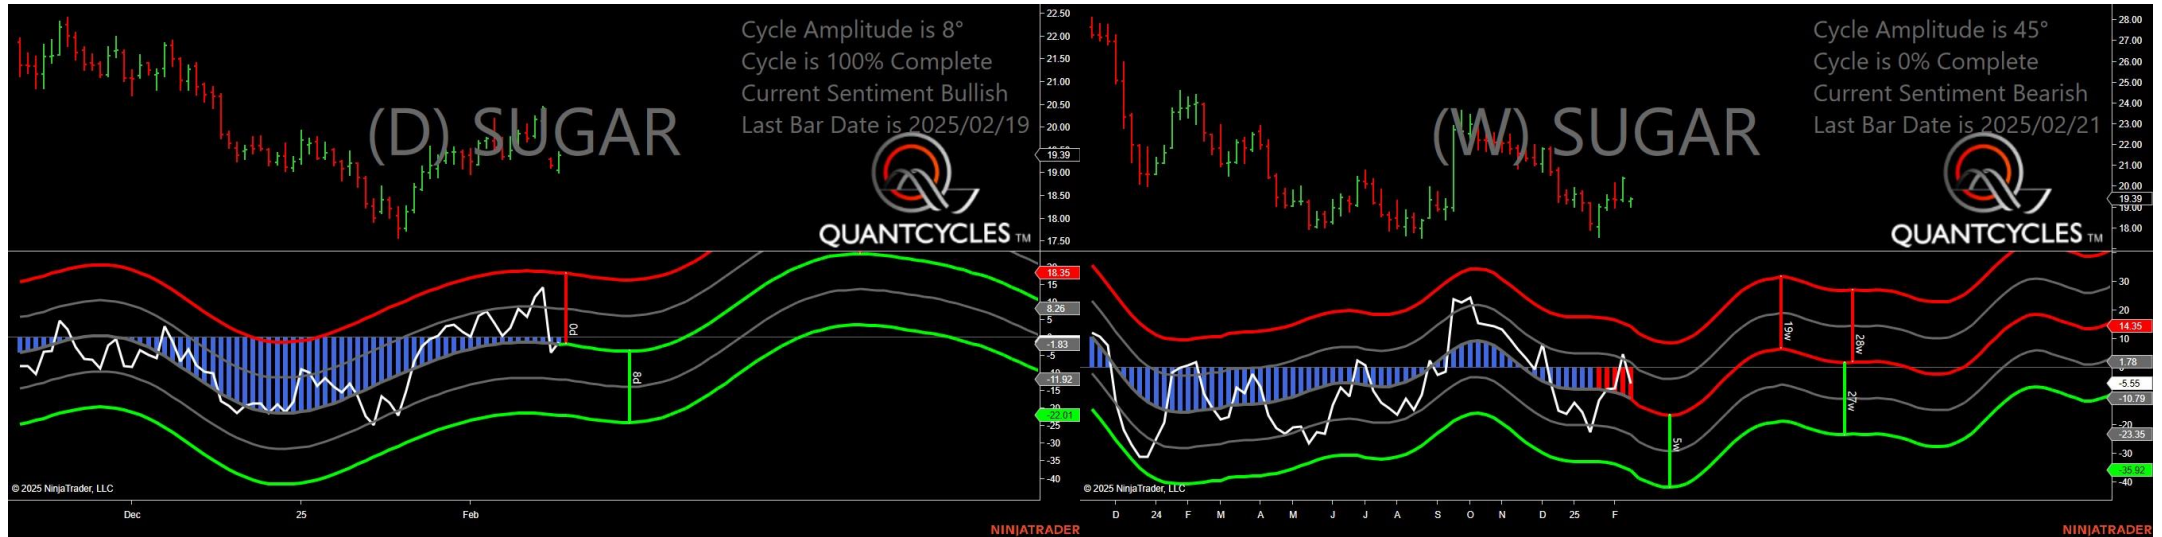 Cycle Amplitude is 8°
Cycle is 100% Complete
Current Sentiment Bullish
Last Bar Date is 2025/02/19
(D) SUGAR
QUANTCYCLES TM
22.50
22.00
21.50
21.00
20.50
20.00
19.39
19.00
18.50
18.00
17.50
18.35
15
10
8.26
5
-1.83
-5
-11.92
-15
-22.01
-25
-30
-35
-40
0d
8d
© 2025 NinjaTrader, LLC
Dec
25
Feb
NINJATRADER
Cycle Amplitude is 45°
Cycle is 0% Complete
Current Sentiment Bearish
Last Bar Date is 2025/02/21
(W) SUGAR
QUANTCYCLES TM
28.00
27.00
26.00
25.00
24.00
23.00
22.00
21.00
20.00
19.39
19.00
18.00
30
20
14.35
10
1.78
-5.55
-10.79
-20
-23.35
-30
-35.92
-40
5w
19w
28w
27w
© 2025 NinjaTrader, LLC
D 24 F M A M J J A S O N D 25 F
NINJATRADER